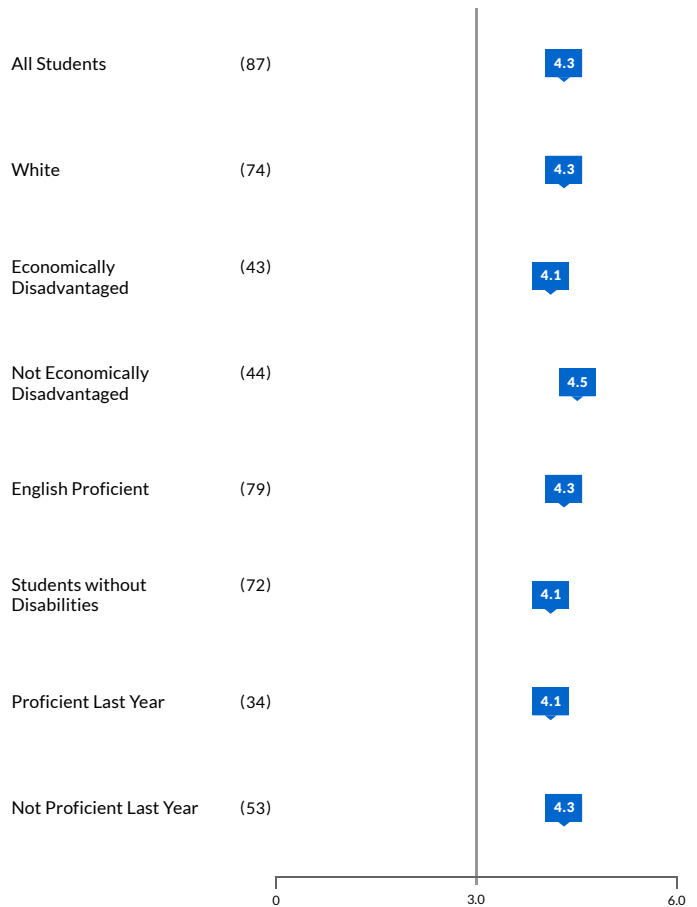 All Students (87) 4.3
White (74) 4.3
Economically (43) 4.1
Disadvantaged
Not Economically (44) 4.5
Disadvantaged
English Proficient (79) 4.3
Students without (72) 4.1
Disabilities
Proficient Last Year (34) 4.1
Not Proficient Last Year (53) 4.3
0 3.0 6.0